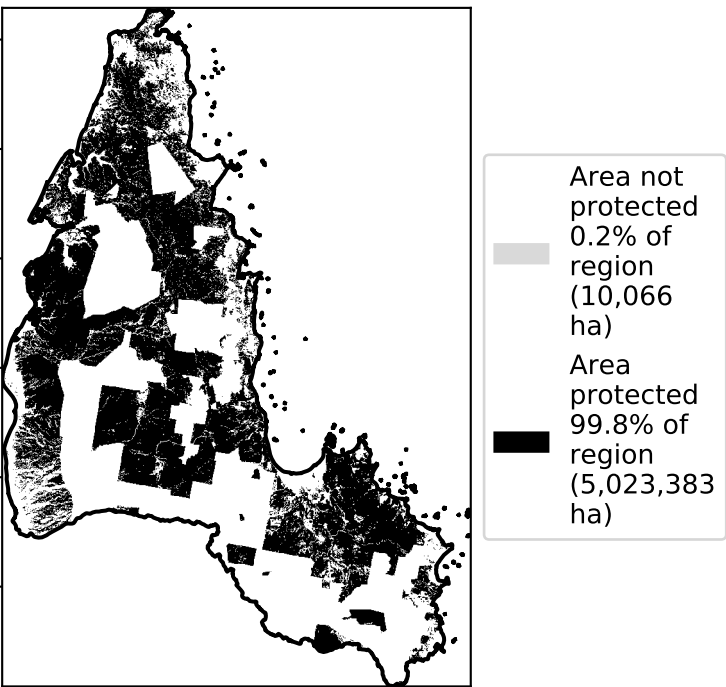 Area not
protected
0.2% of
region
(10,066
ha)
Area
protected
99.8% of
region
(5,023,383
ha)